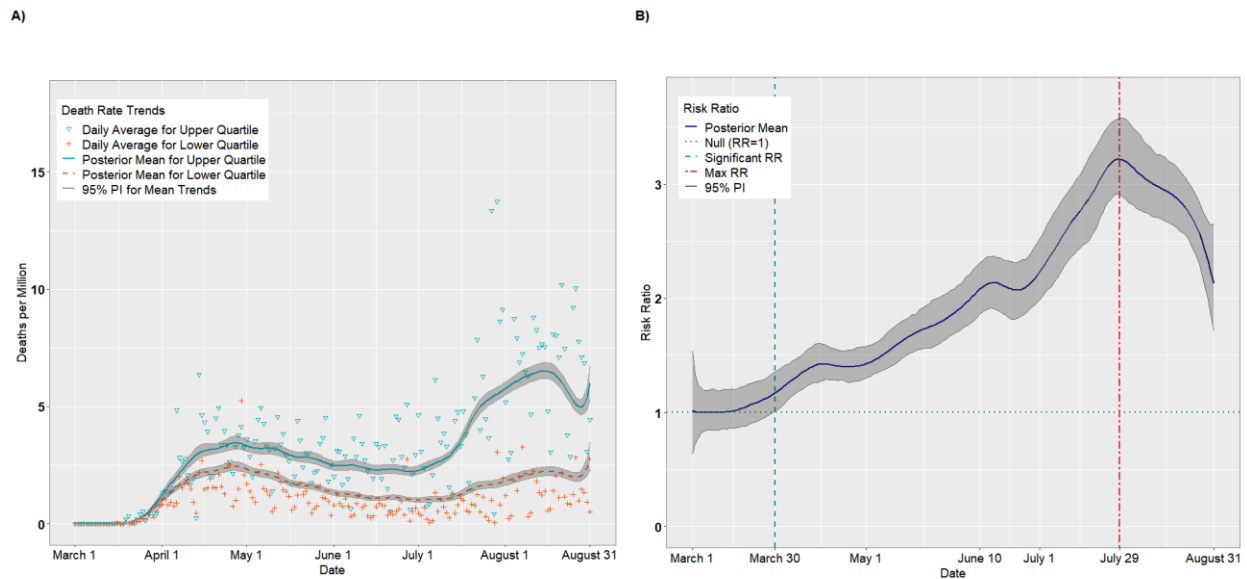 A)
Death Rate Trends
Daily Average for Upper Quartile
Daily Average for Lower Quartile
Posterior Mean for Upper Quartile
Posterior Mean for Lower Quartile
95% PI for Mean Trends
Deaths per Million
15
10
5
0
March 1 April 1 May 1 June 1 July 1 August 1 August 31
Date
B)
Risk Ratio
Posterior Mean
Null (RR=1)
Significant RR
Max RR
95% PI
Risk Ratio
3
2
1
0
March 1 March 30 May 1 June 10 July 1 July 29 August 31
Date